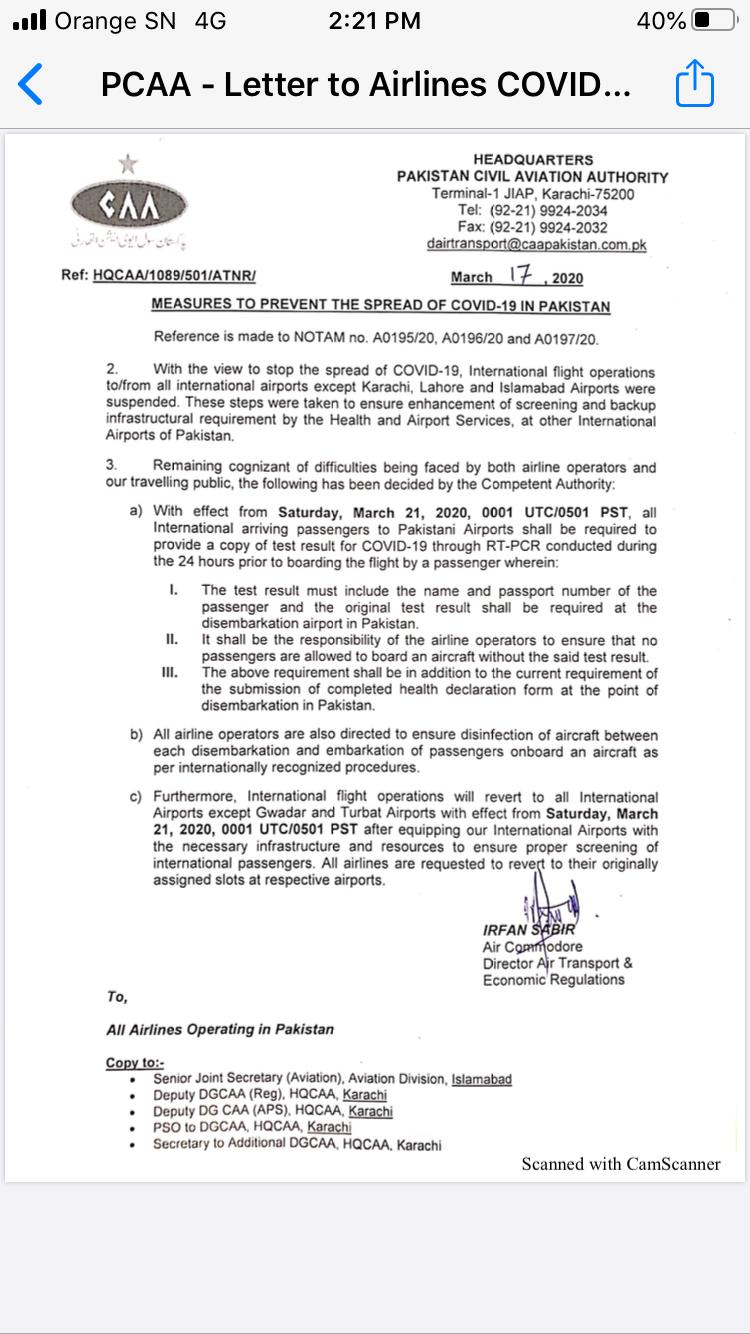 Orange SN 4G 2:21 PM 40%
PCAA - Letter to Airlines COVID...
CAA
پاکستان سول ایوی ایشن اتھارٹی
HEADQUARTERS
PAKISTAN CIVIL AVIATION AUTHORITY
Terminal-1 JIAP, Karachi-75200
Tel: (92-21) 9924-2034
Fax: (92-21) 9924-2032
dairtransport@caapakistan.com.pk
Ref: HQCAA/1089/501/ATNR/
March 17, 2020
MEASURES TO PREVENT THE SPREAD OF COVID-19 IN PAKISTAN
Reference is made to NOTAM no. A0195/20, A0196/20 and A0197/20.
2. With the view to stop the spread of COVID-19, International flight operations
to/from all international airports except Karachi, Lahore and Islamabad Airports were
suspended. These steps were taken to ensure enhancement of screening and backup
infrastructural requirement by the Health and Airport Services, at other International
Airports of Pakistan.
3. Remaining cognizant of difficulties being faced by both airline operators and
our travelling public, the following has been decided by the Competent Authority:
a) With effect from Saturday, March 21, 2020, 0001 UTC/0501 PST, all
International arriving passengers to Pakistani Airports shall be required to
provide a copy of test result for COVID-19 through RT-PCR conducted during
the 24 hours prior to boarding the flight by a passenger wherein:
I. The test result must include the name and passport number of the
passenger and the original test result shall be required at the
disembarkation airport in Pakistan.
II. It shall be the responsibility of the airline operators to ensure that no
passengers are allowed to board an aircraft without the said test result.
III. The above requirement shall be in addition to the current requirement of
the submission of completed health declaration form at the point of
disembarkation in Pakistan.
b) All airline operators are also directed to ensure disinfection of aircraft between
each disembarkation and embarkation of passengers onboard an aircraft as
per internationally recognized procedures.
c) Furthermore, International flight operations will revert to all International
Airports except Gwadar and Turbat Airports with effect from Saturday, March
21, 2020, 0001 UTC/0501 PST after equipping our International Airports with
the necessary infrastructure and resources to ensure proper screening of
international passengers. All airlines are requested to revert to their originally
assigned slots at respective airports.
IRFAN SABIR
Air Commodore
Director Air Transport &
Economic Regulations
To,
All Airlines Operating in Pakistan
Copy to:-
• Senior Joint Secretary (Aviation), Aviation Division, Islamabad
• Deputy DGCAA (Reg), HQCAA, Karachi
• Deputy DG CAA (APS), HQCAA, Karachi
• PSO to DGCAA, HQCAA, Karachi
• Secretary to Additional DGCAA, HQCAA, Karachi
Scanned with CamScanner